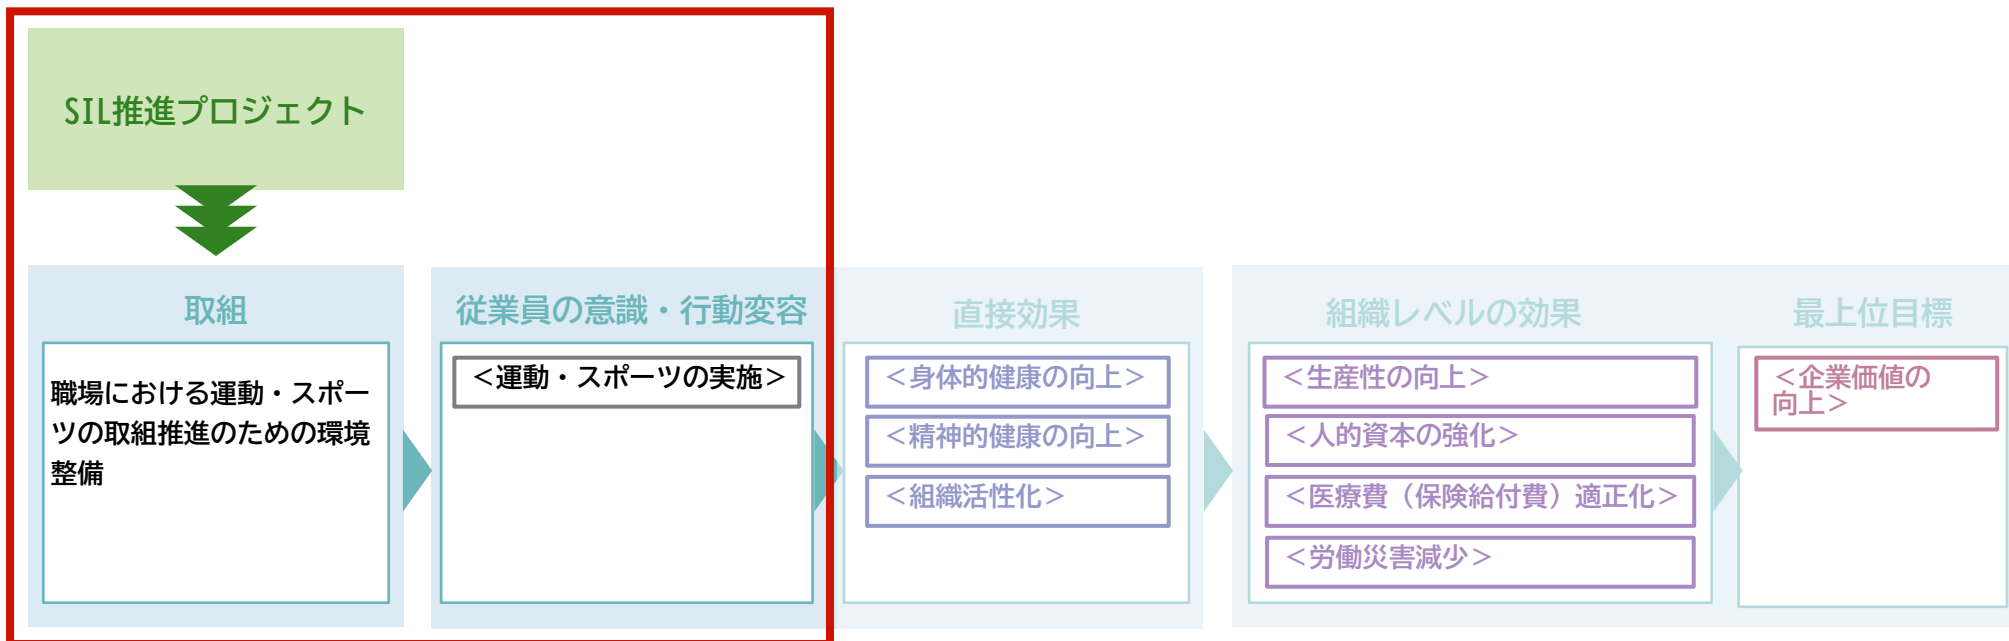 SIL推進プロジェクト
取組
職場における運動・スポー
ツの取組推進のための環境
整備
従業員の意識・行動変容
＜運動・スポーツの実施＞
直接効果
＜身体的健康の向上＞
＜精神的健康の向上＞
＜組織活性化＞
組織レベルの効果
＜生産性の向上＞
＜人的資本の強化＞
＜医療費（保険給付費）適正化＞
＜労働災害減少＞
最上位目標
＜企業価値の
向上＞